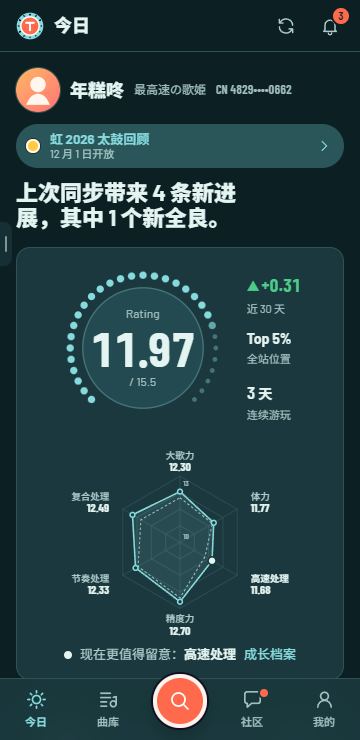 今日
3
年糕咚 最高速の歌姫 CN 4829••••0662
虹 2026 太鼓回顾
12 月 1 日开放
上次同步带来 4 条新进
展，其中 1 个新全良。
Rating
11.97
/ 15.5
▲+0.31
近 30 天
Top 5%
全站位置
3 天
连续游玩
大歌力
12.30
13
复合处理
12.49
体力
11.77
10
节奏处理
12.33
高速处理
11.68
精度力
12.70
现在更值得留意：高速处理 成长档案
今日
曲库
社区
我的